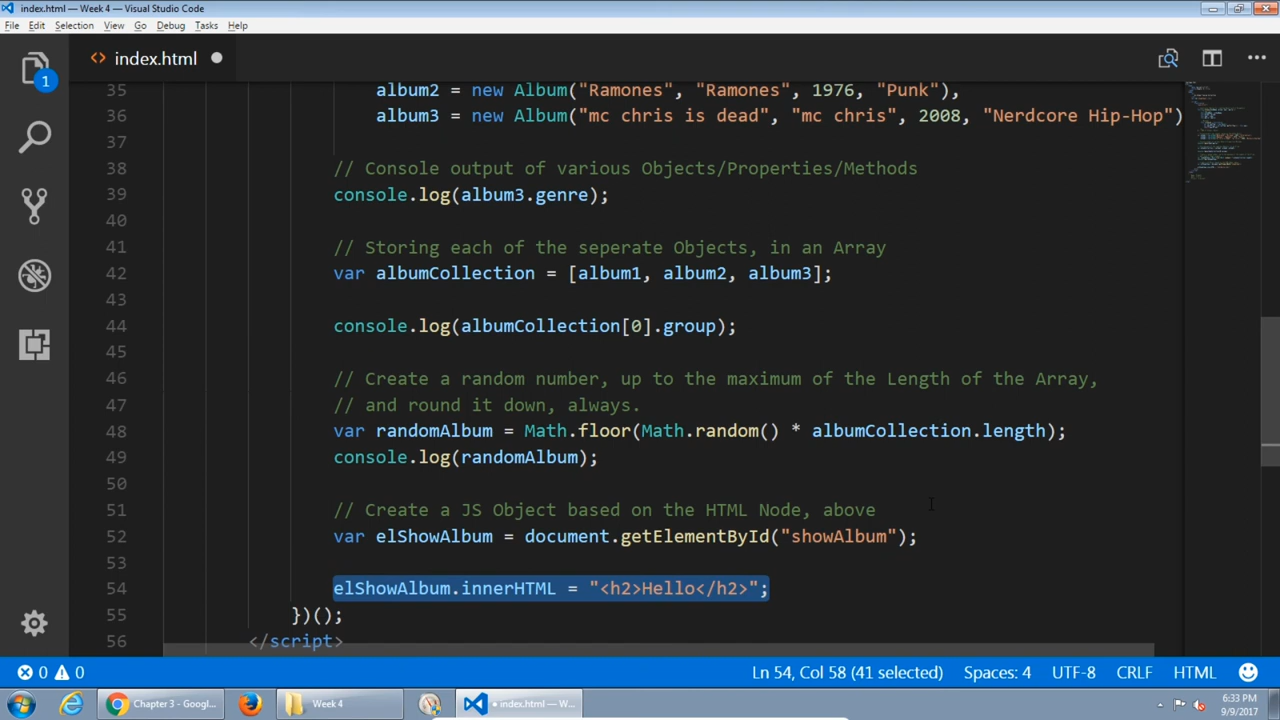 index.html — Week 4 — Visual Studio Code
File Edit Selection View Go Debug Tasks Help
1
<> index.html
35 album2 = new Album("Ramones", "Ramones", 1976, "Punk"),
36 album3 = new Album("mc chris is dead", "mc chris", 2008, "Nerdcore Hip-Hop")
37
38 // Console output of various Objects/Properties/Methods
39 console.log(album3.genre);
40
41 // Storing each of the seperate Objects, in an Array
42 var albumCollection = [album1, album2, album3];
43
44 console.log(albumCollection[0].group);
45
46 // Create a random number, up to the maximum of the Length of the Array,
47 // and round it down, always.
48 var randomAlbum = Math.floor(Math.random() * albumCollection.length);
49 console.log(randomAlbum);
50
51 // Create a JS Object based on the HTML Node, above
52 var elShowAlbum = document.getElementById("showAlbum");
53
54 elShowAlbum.innerHTML = "<h2>Hello</h2>";
55 })();
56 </script>
0 0 Ln 54, Col 58 (41 selected) Spaces: 4 UTF-8 CRLF HTML
Chapter 3 - Googl... Week 4 index.html — W... 6:33 PM
9/9/2017